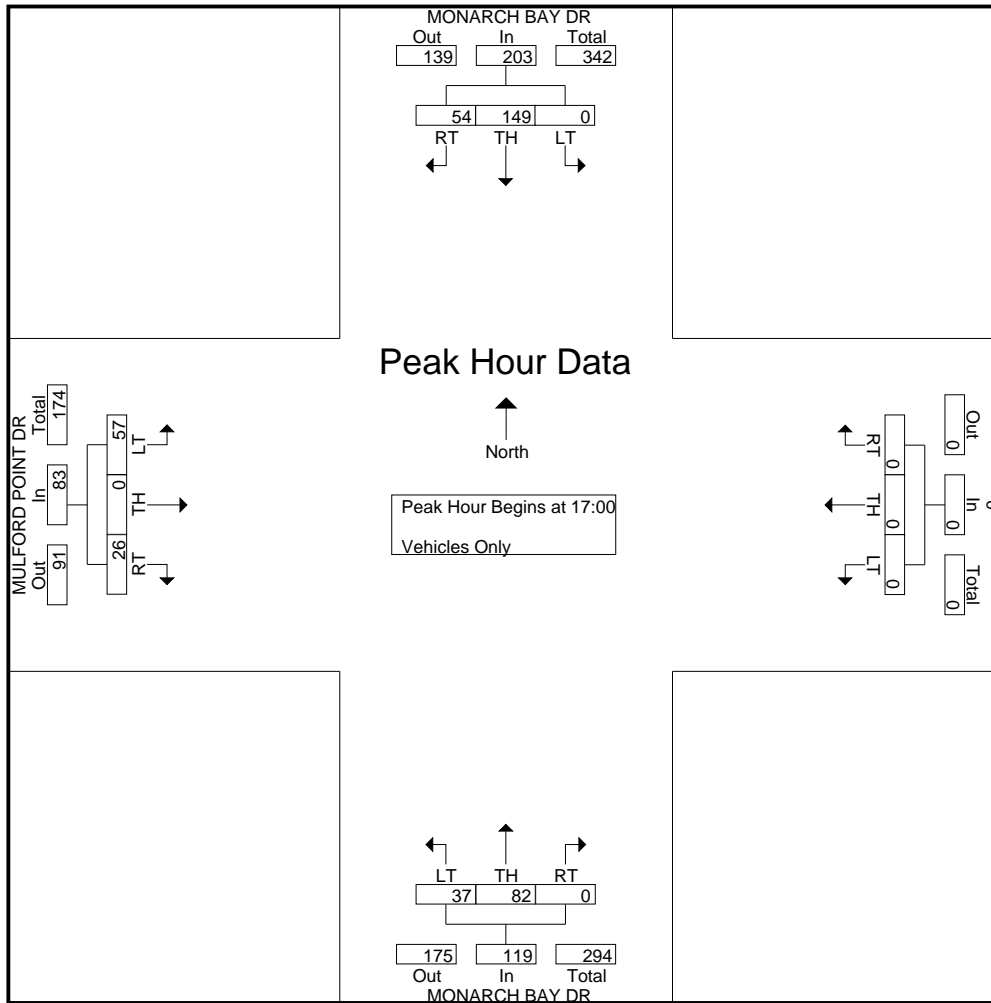 MONARCH BAY DR
Out In Total
139 203 342
54 149 0
RT TH LT
Peak Hour Data
North
Peak Hour Begins at 17:00
Vehicles Only
MULFORD POINT DR
Out In Total
91 83 174
26 0 57
RT TH LT
Out In Total
0 0 0
0 0 0
RT TH LT
LT TH RT
37 82 0
175 119 294
Out In Total
MONARCH BAY DR